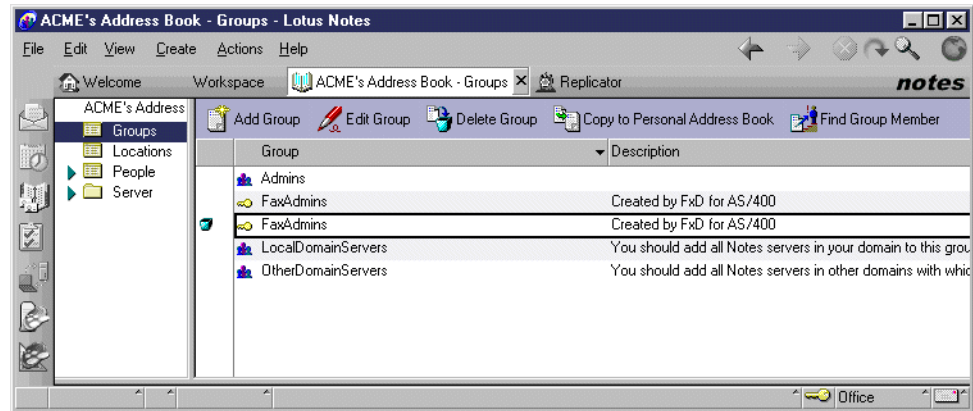 ACME's Address Book - Groups - Lotus Notes
File Edit View Create Actions Help
Welcome Workspace ACME's Address Book - Groups Replicator notes
ACME's Address
Groups
Locations
People
Server
Add Group Edit Group Delete Group Copy to Personal Address Book Find Group Member
Group Description
Admins
FaxAdmins Created by FxD for AS/400
FaxAdmins Created by FxD for AS/400
LocalDomainServers You should add all Notes servers in your domain to this grou
OtherDomainServers You should add all Notes servers in other domains with whic
Office